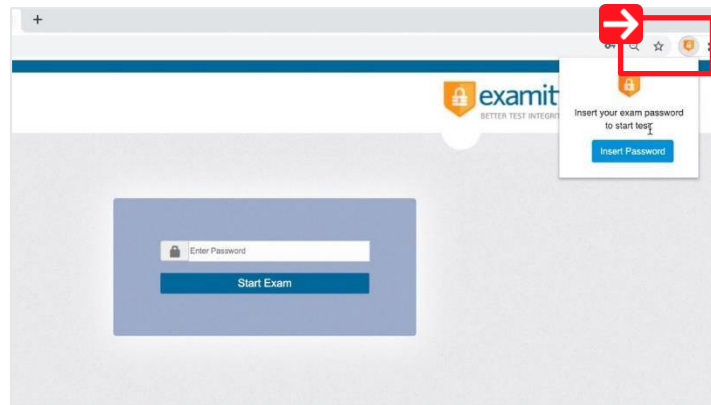 +
examit
BETTER TEST INTEGRIT
Insert your exam password
to start test
Insert Password
Enter Password
Start Exam